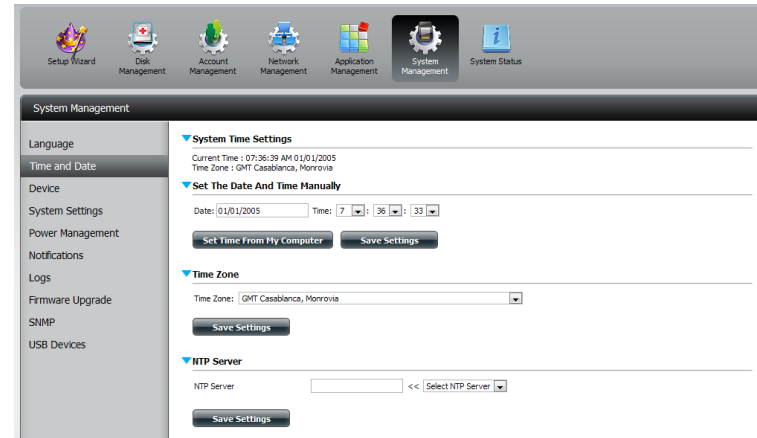 Setup Wizard
Disk Management
Account Management
Network Management
Application Management
System Management
System Status
System Management
Language
Time and Date
Device
System Settings
Power Management
Notifications
Logs
Firmware Upgrade
SNMP
USB Devices
System Time Settings
Current Time : 07:36:39 AM 01/01/2005
Time Zone : GMT Casablanca, Monrovia
Set The Date And Time Manually
Date: 01/01/2005 Time: 7 : 36 : 33
Set Time From My Computer Save Settings
Time Zone
Time Zone: GMT Casablanca, Monrovia
Save Settings
NTP Server
NTP Server << Select NTP Server
Save Settings